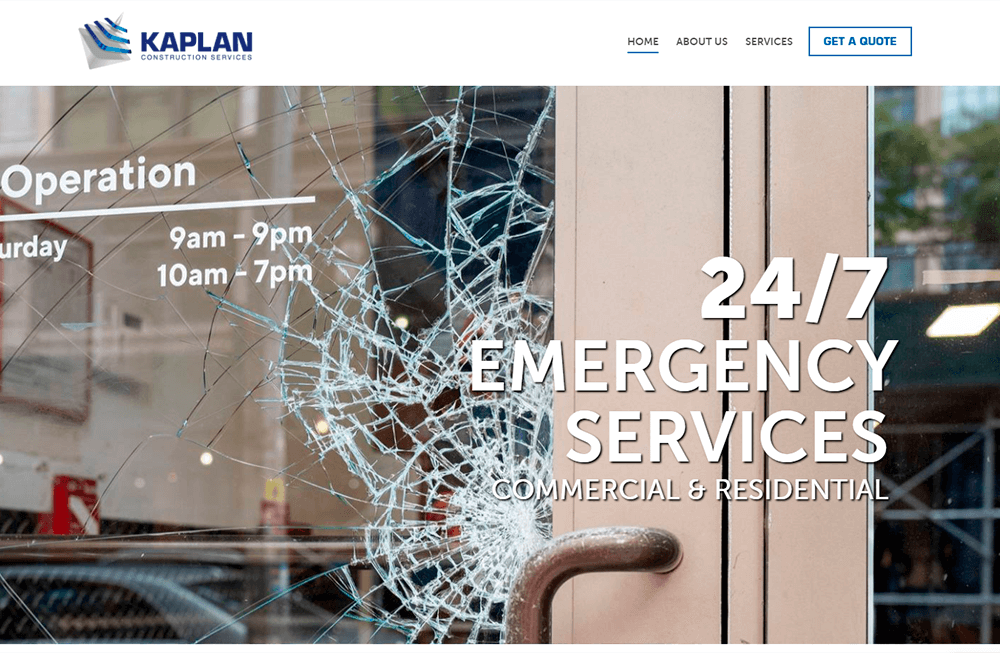 KAPLAN
CONSTRUCTION SERVICES
HOME
ABOUT US
SERVICES
GET A QUOTE
Operation
urday 9am - 9pm
10am - 7pm
24/7
EMERGENCY
SERVICES
COMMERCIAL & RESIDENTIAL